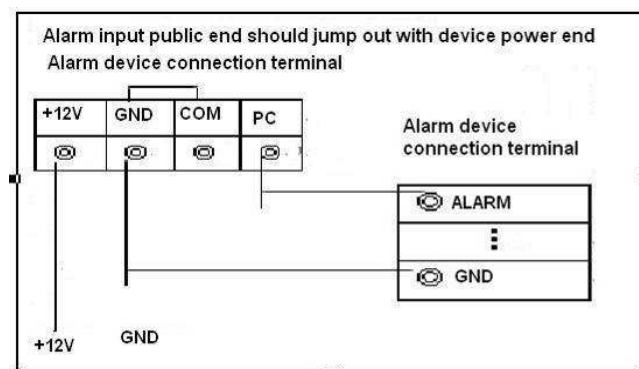 Alarm input public end should jump out with device power end
Alarm device connection terminal
+12V GND COM PC
Alarm device
connection terminal
ALARM
GND
+12V GND